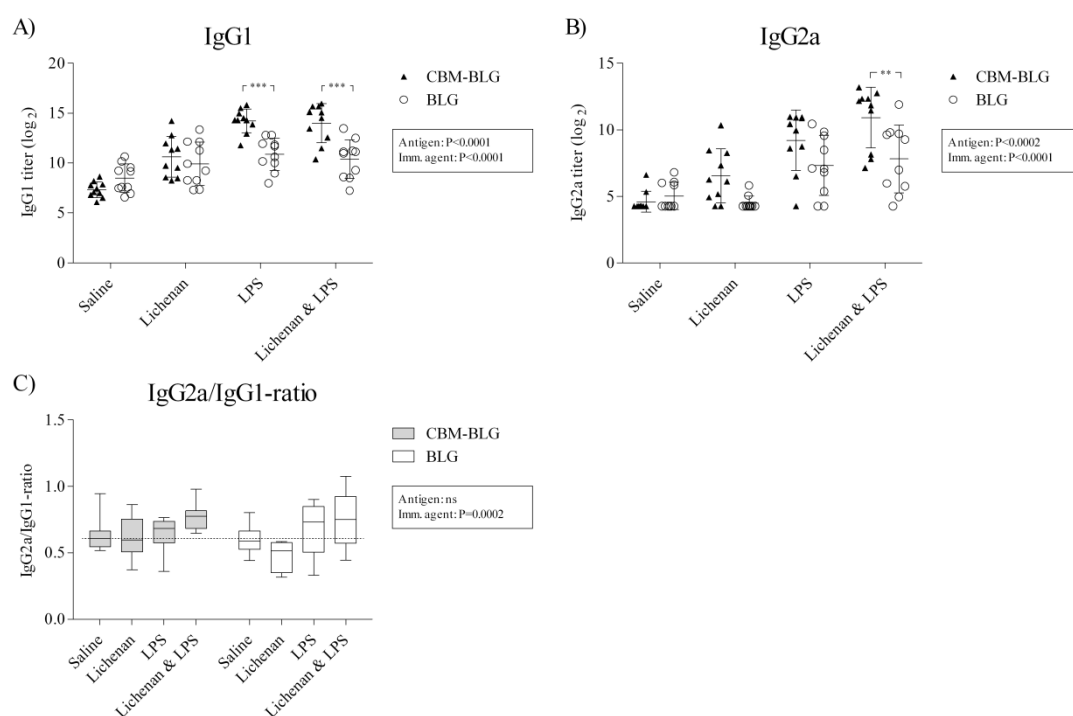 A)
IgG1
IgG1 titer (log 2)
20
15
10
5
0
***
***
Saline
Lichenan
LPS
Lichenan & LPS
CBM-BLG
BLG
Antigen: P<0.0001
Imm. agent: P<0.0001
B)
IgG2a
IgG2a titer (log 2)
15
10
5
0
**
Saline
Lichenan
LPS
Lichenan & LPS
CBM-BLG
BLG
Antigen: P<0.0002
Imm. agent: P<0.0001
C)
IgG2a/IgG1-ratio
IgG2a/IgG1-ratio
1.5
1.0
0.5
0.0
Saline
Lichenan
LPS
Lichenan & LPS
Saline
Lichenan
LPS
Lichenan & LPS
CBM-BLG
BLG
Antigen: ns
Imm. agent: P=0.0002